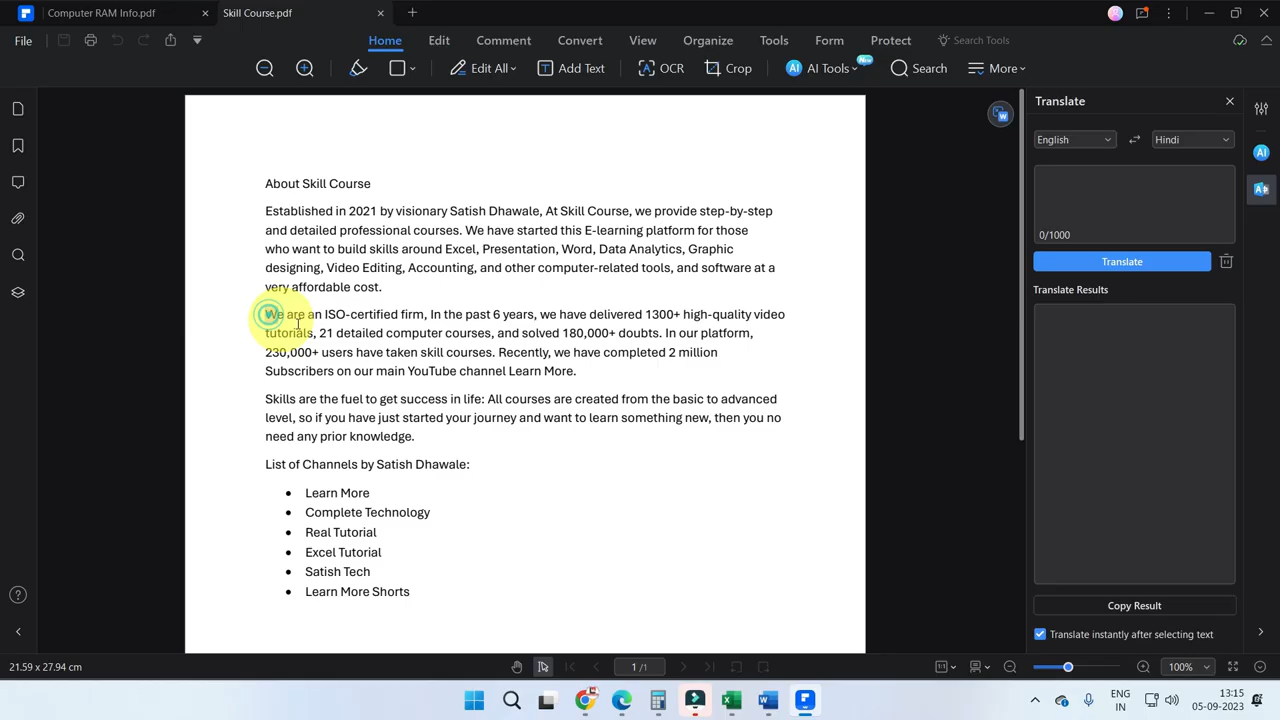 Computer RAM Info.pdf
Skill Course.pdf
File
Home
Edit
Comment
Convert
View
Organize
Tools
Form
Protect
Search Tools
Edit All
Add Text
OCR
Crop
AI AI Tools
New
Search
More
About Skill Course
Established in 2021 by visionary Satish Dhawale, At Skill Course, we provide step-by-step
and detailed professional courses. We have started this E-learning platform for those
who want to build skills around Excel, Presentation, Word, Data Analytics, Graphic
designing, Video Editing, Accounting, and other computer-related tools, and software at a
very affordable cost.
We are an ISO-certified firm, In the past 6 years, we have delivered 1300+ high-quality video
tutorials, 21 detailed computer courses, and solved 180,000+ doubts. In our platform,
230,000+ users have taken skill courses. Recently, we have completed 2 million
Subscribers on our main YouTube channel Learn More.
Skills are the fuel to get success in life: All courses are created from the basic to advanced
level, so if you have just started your journey and want to learn something new, then you no
need any prior knowledge.
List of Channels by Satish Dhawale:
• Learn More
• Complete Technology
• Real Tutorial
• Excel Tutorial
• Satish Tech
• Learn More Shorts
Translate
English
Hindi
0/1000
Translate
Translate Results
Copy Result
Translate instantly after selecting text
AI
21.59 x 27.94 cm
1 /1
100%
ENG
IN
13:15
05-09-2023